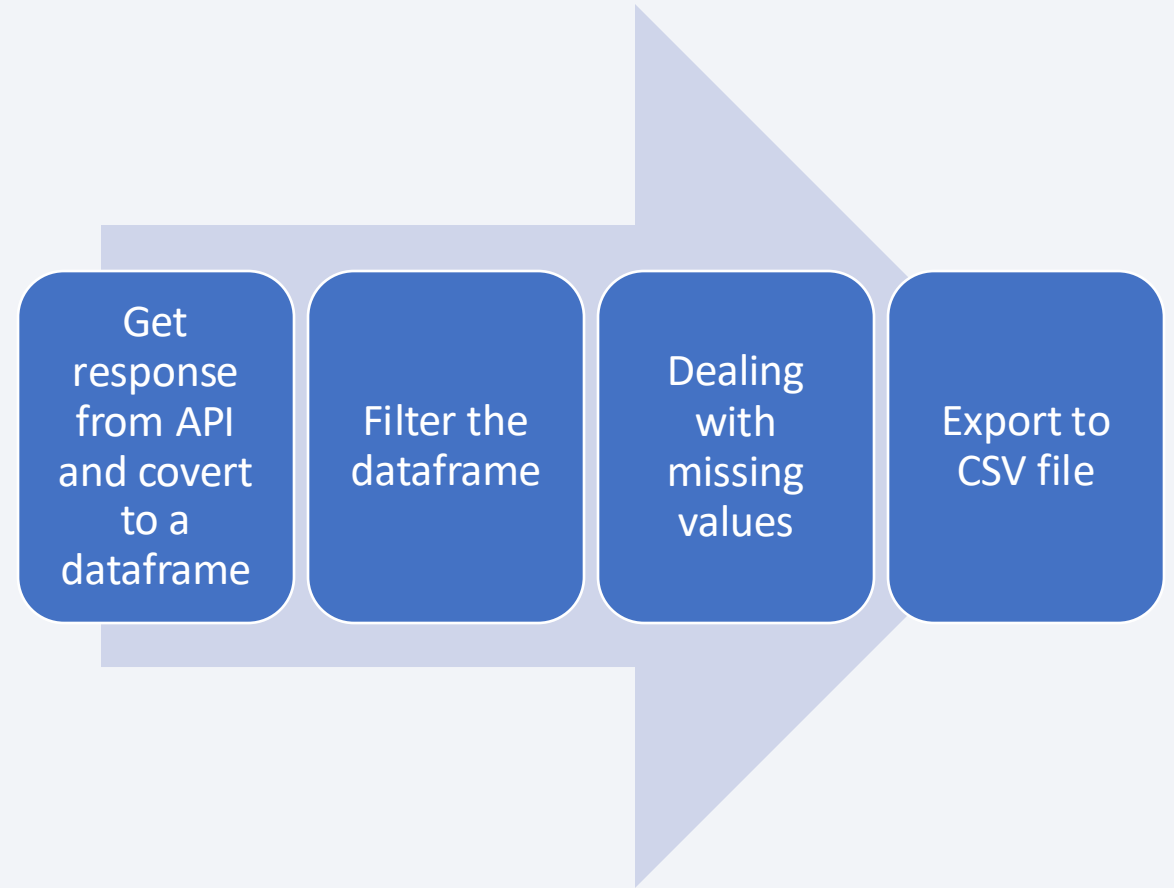 Get
response
from API
and covert
to a
dataframe
Filter the
dataframe
Dealing
with
missing
values
Export to
CSV file